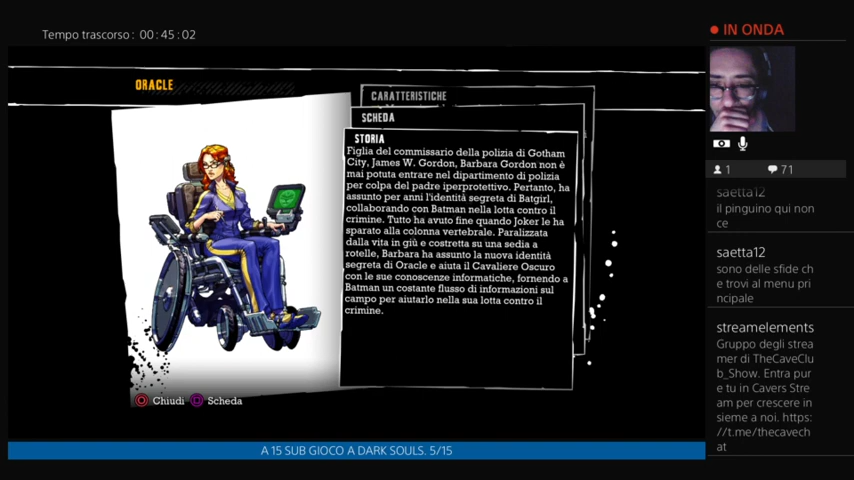 Tempo trascorso: 00:45:02
IN ONDA
ORACLE
CARATTERISTICHE
SCHEDA
STORIA
Figlia del commissario della polizia di Gotham
City, James W. Gordon, Barbara Gordon non è
mai potuta entrare nel dipartimento di polizia
per colpa del padre iperprotettivo. Pertanto, ha
assunto per anni l'identità segreta di Batgirl,
collaborando con Batman nella lotta contro il
crimine. Tutto ha avuto fine quando Joker le ha
sparato alla colonna vertebrale. Paralizzata
dalla vita in giù e costretta su una sedia a
rotelle, Barbara ha assunto la nuova identità
segreta di Oracle e aiuta il Cavaliere Oscuro
con le sue conoscenze informatiche, fornendo a
Batman un costante flusso di informazioni sul
campo per aiutarlo nella sua lotta contro il
crimine.
Chiudi Scheda
A 15 SUB GIOCO A DARK SOULS. 5/15
1 71
saetta12
il pinguino qui non
ce
saetta12
sono delle sfide ch
e trovi al menu pri
ncipale
streamelements
Gruppo degli strea
mer di TheCaveClu
b_Show. Entra pur
e tu in Cavers Stre
am per crescere in
sieme a noi. https:
//t.me/thecavech
at